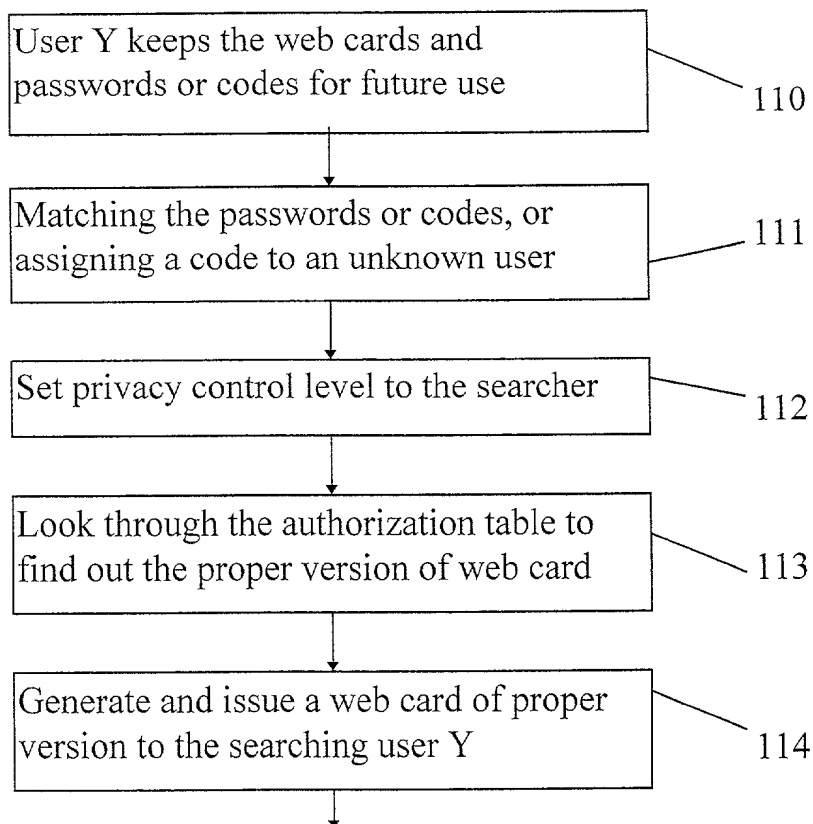 User Y keeps the web cards and
passwords or codes for future use
110
Matching the passwords or codes, or
assigning a code to an unknown user
111
Set privacy control level to the searcher
112
Look through the authorization table to
find out the proper version of web card
113
Generate and issue a web card of proper
version to the searching user Y
114